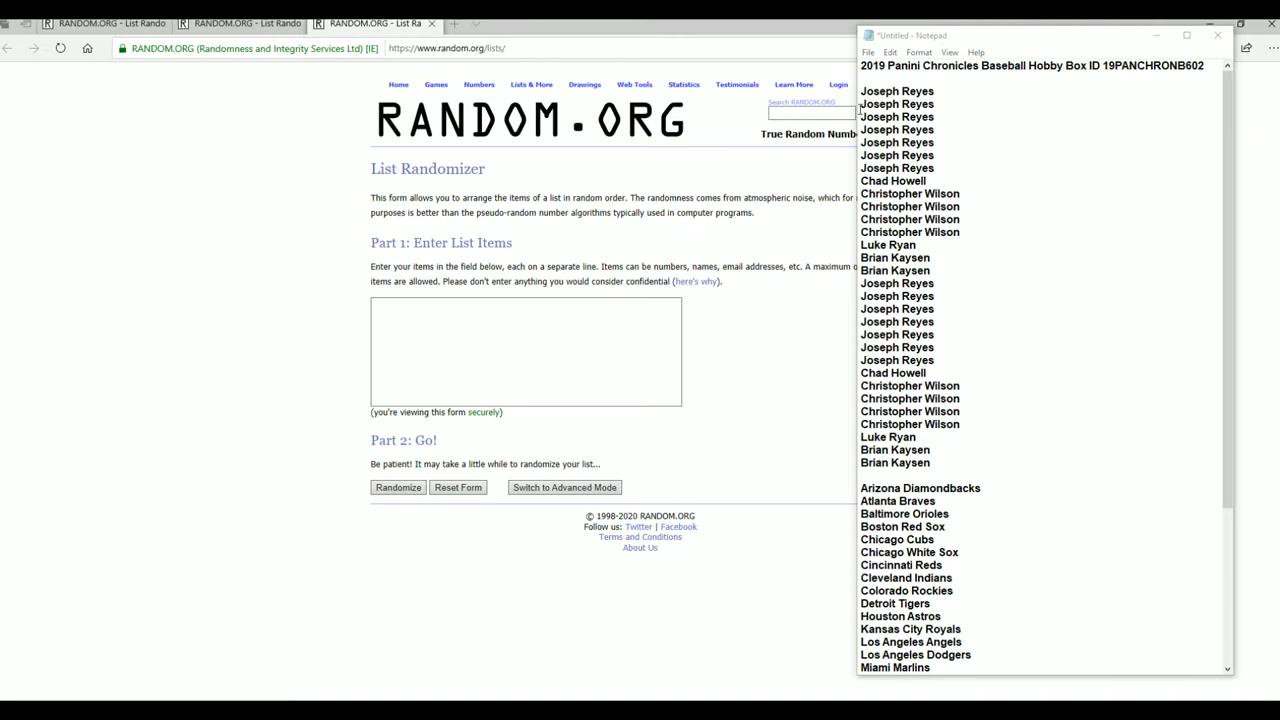 RANDOM.ORG - List Rando
RANDOM.ORG - List Rando
RANDOM.ORG - List Ra
RANDOM.ORG (Randomness and Integrity Services Ltd) [IE]
https://www.random.org/lists/
Home Games Numbers Lists & More Drawings Web Tools Statistics Testimonials Learn More Login
RANDOM.ORG
Search RANDOM.ORG
True Random Numb
List Randomizer
This form allows you to arrange the items of a list in random order. The randomness comes from atmospheric noise, which for
purposes is better than the pseudo-random number algorithms typically used in computer programs.
Part 1: Enter List Items
Enter your items in the field below, each on a separate line. Items can be numbers, names, email addresses, etc. A maximum o
items are allowed. Please don't enter anything you would consider confidential (here's why).
(you're viewing this form securely)
Part 2: Go!
Be patient! It may take a little while to randomize your list...
Randomize Reset Form Switch to Advanced Mode
© 1998-2020 RANDOM.ORG
Follow us: Twitter | Facebook
Terms and Conditions
About Us
*Untitled - Notepad
File Edit Format View Help
2019 Panini Chronicles Baseball Hobby Box ID 19PANCHRONB602
Joseph Reyes
Joseph Reyes
Joseph Reyes
Joseph Reyes
Joseph Reyes
Joseph Reyes
Joseph Reyes
Chad Howell
Christopher Wilson
Christopher Wilson
Christopher Wilson
Christopher Wilson
Luke Ryan
Brian Kaysen
Brian Kaysen
Joseph Reyes
Joseph Reyes
Joseph Reyes
Joseph Reyes
Joseph Reyes
Joseph Reyes
Joseph Reyes
Chad Howell
Christopher Wilson
Christopher Wilson
Christopher Wilson
Christopher Wilson
Luke Ryan
Brian Kaysen
Brian Kaysen
Arizona Diamondbacks
Atlanta Braves
Baltimore Orioles
Boston Red Sox
Chicago Cubs
Chicago White Sox
Cincinnati Reds
Cleveland Indians
Colorado Rockies
Detroit Tigers
Houston Astros
Kansas City Royals
Los Angeles Angels
Los Angeles Dodgers
Miami Marlins